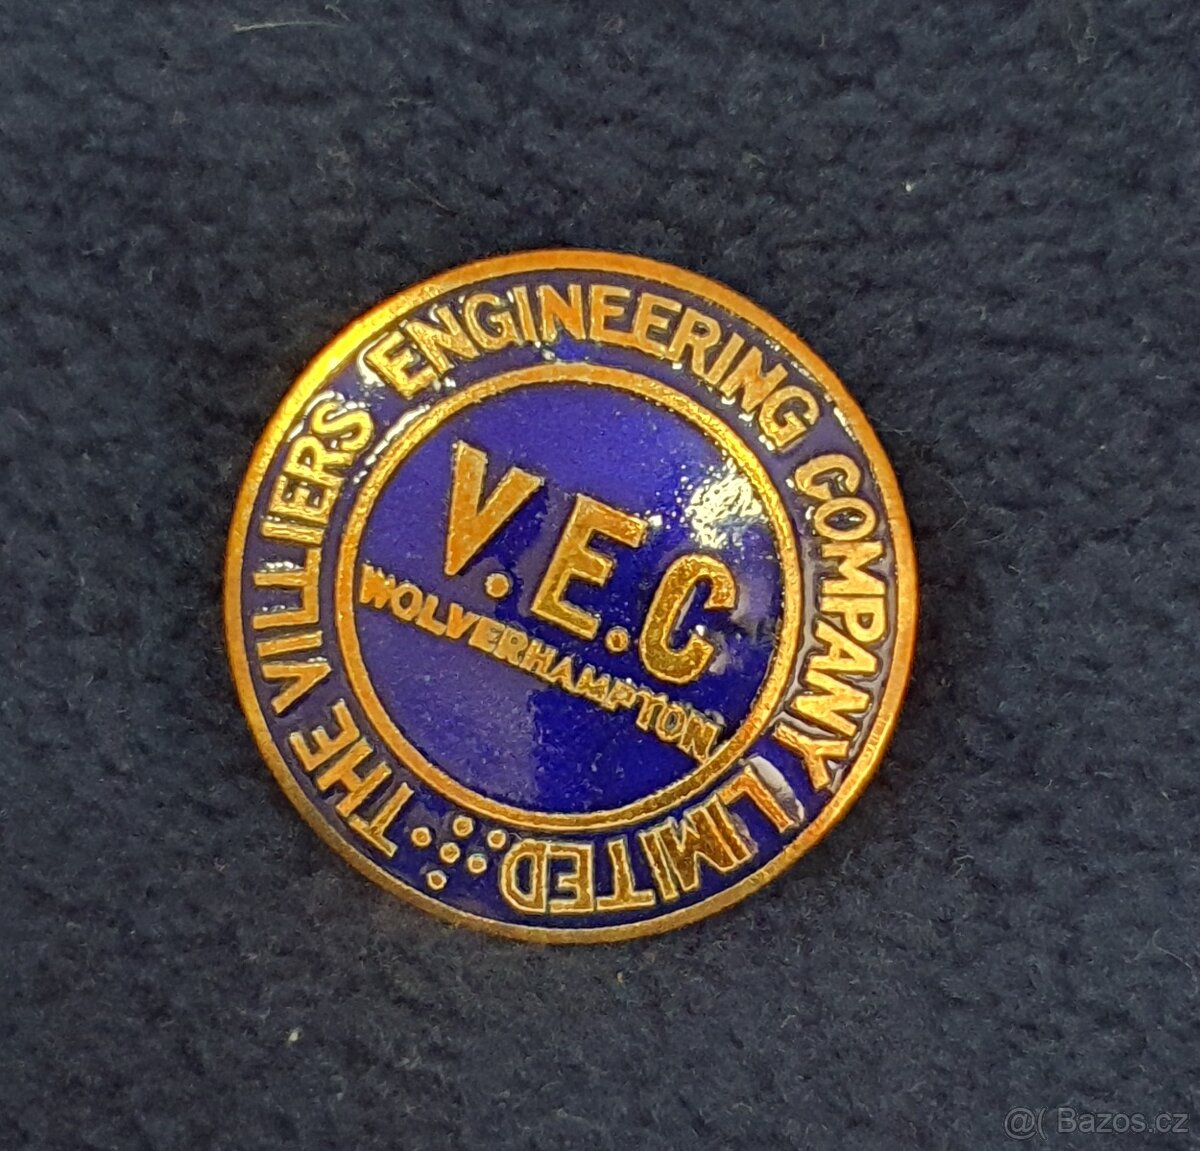 THE VILLIERS ENGINEERING COMPANY LIMITED
V.E.C
WOLVERHAMPTON
@( Bazos.cz